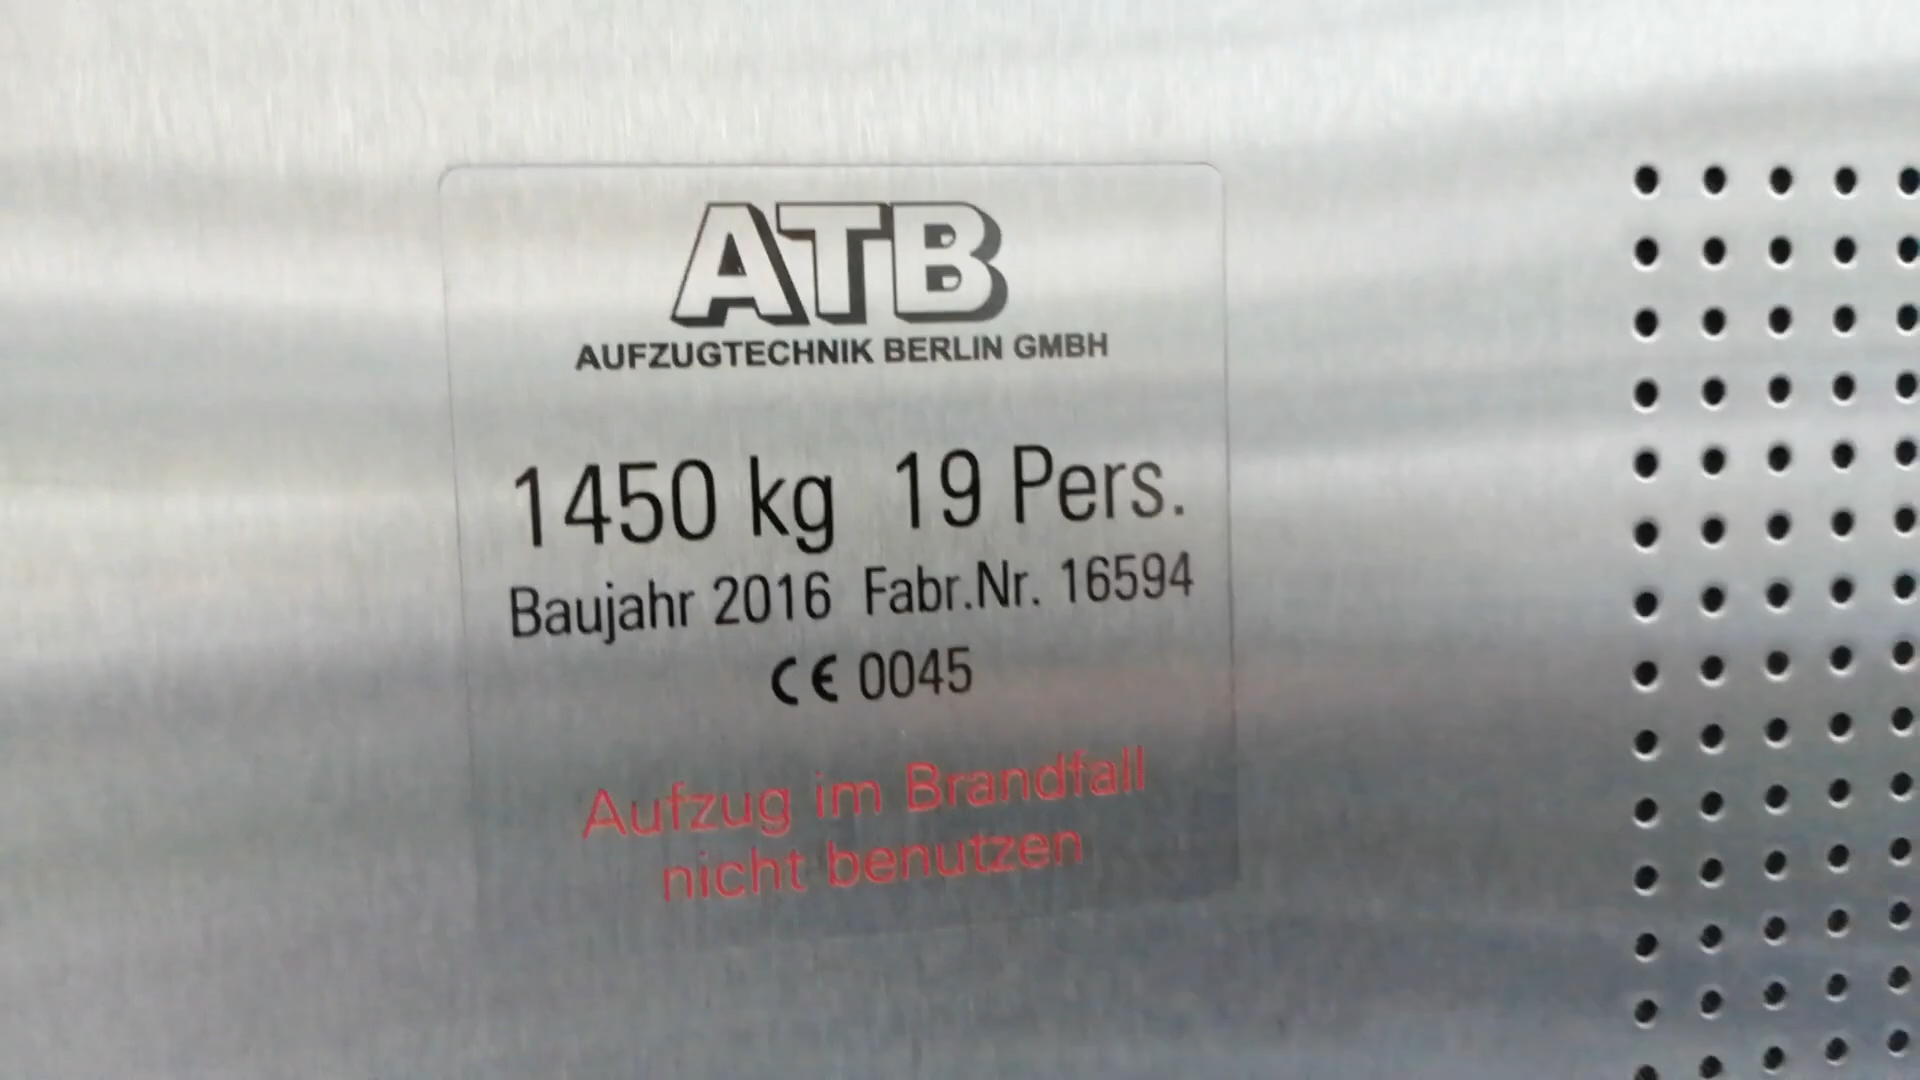 ATB
AUFZUGTECHNIK BERLIN GMBH
1450 kg 19 Pers.
Baujahr 2016 Fabr.Nr. 16594
CE 0045
Aufzug im Brandfall
nicht benutzen